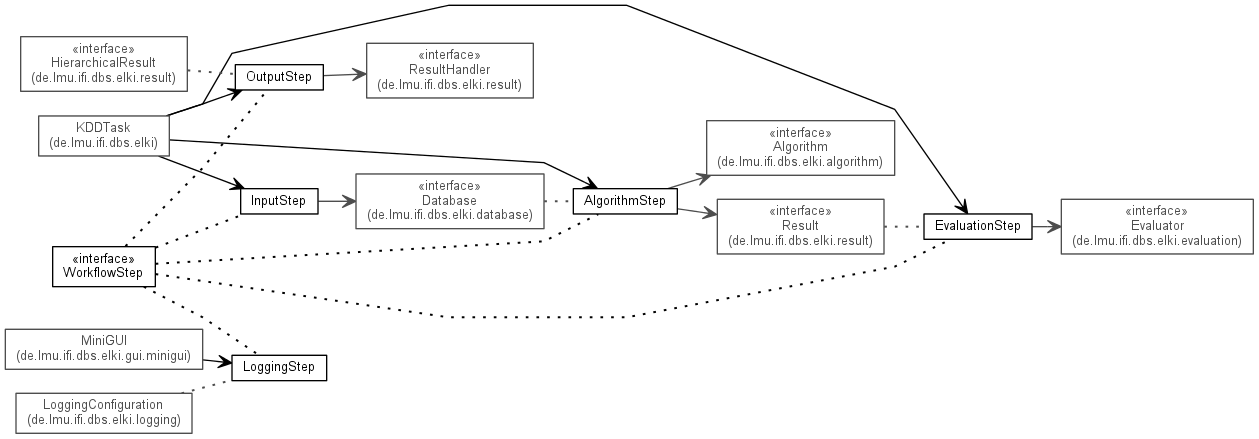 «interface»
HierarchicalResult
(de.lmu.ifi.dbs.elki.result)
OutputStep
«interface»
ResultHandler
(de.lmu.ifi.dbs.elki.result)
KDDTask
(de.lmu.ifi.dbs.elki)
«interface»
Algorithm
(de.lmu.ifi.dbs.elki.algorithm)
InputStep
«interface»
Database
(de.lmu.ifi.dbs.elki.database)
AlgorithmStep
«interface»
Result
(de.lmu.ifi.dbs.elki.result)
EvaluationStep
«interface»
Evaluator
(de.lmu.ifi.dbs.elki.evaluation)
«interface»
WorkflowStep
MiniGUI
(de.lmu.ifi.dbs.elki.gui.minigui)
LoggingStep
LoggingConfiguration
(de.lmu.ifi.dbs.elki.logging)